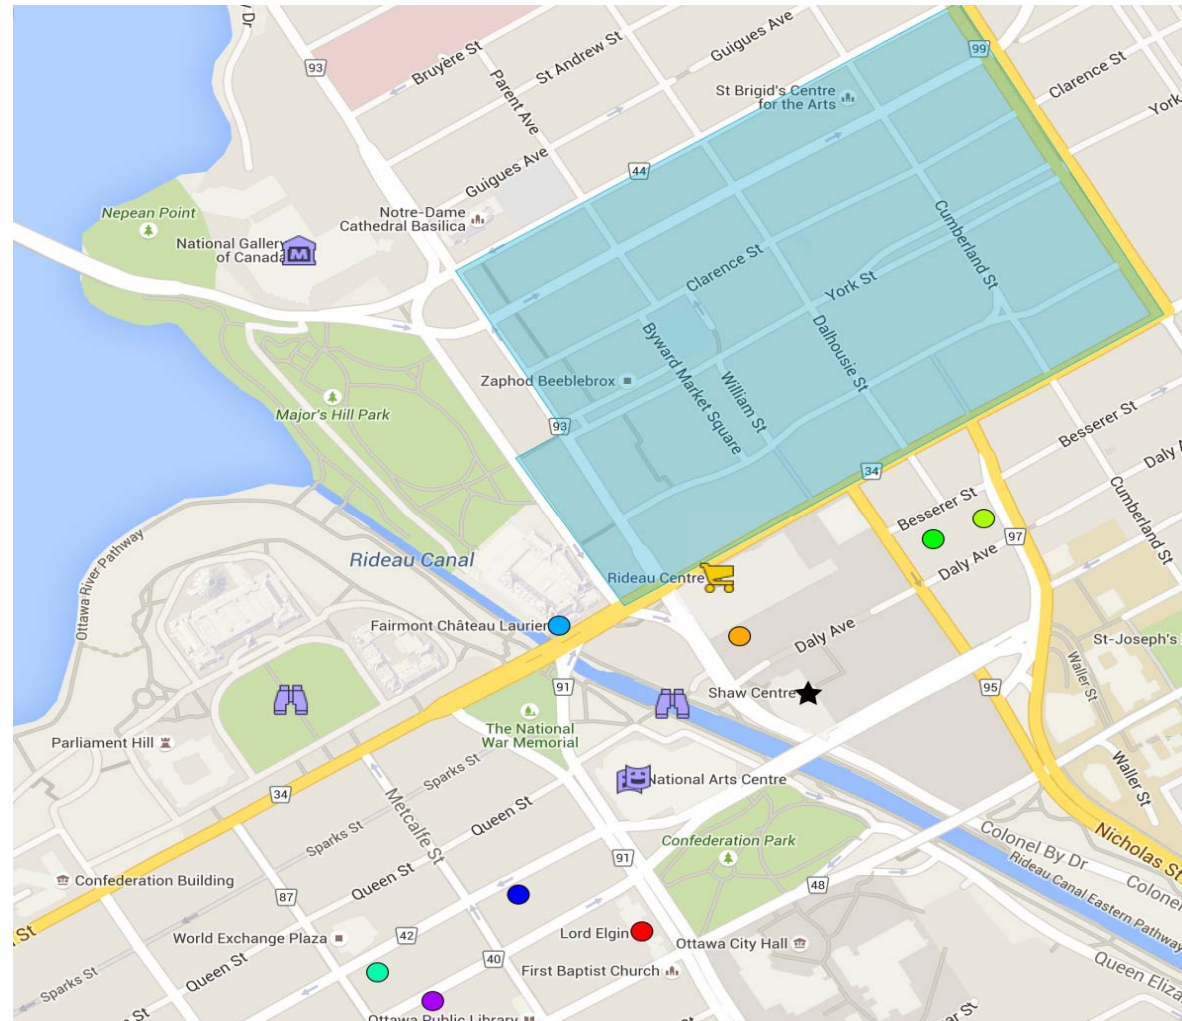 y Dr
93
Bruyère St
St Andrew St
Guigues Ave
99
Clarence St
York
Parent Ave
St Brigid's Centre
for the Arts
44
Guigues Ave
Nepean Point
Notre-Dame
Cathedral Basilica
National Gallery
of Canada
M
Cumberland St
Clarence St
York St
Byward Market Square
Dalhousie St
William St
Zaphod Beeblebrox
Major's Hill Park
93
34
Besserer St
Daly A
Besserer St
Cumberland St
97
Daly Ave
Ottawa River Pathway
Rideau Canal
Rideau Centre
Fairmont Château Laurier
Daly Ave
St-Joseph's
Waller St
91
Shaw Centre
95
Parliament Hill
The National
War Memorial
Sparks St
National Arts Centre
Waller St
34
Metcalfe St
Queen St
Sparks St
Confederation Park
Colonel By Dr
Nicholas St
Colonel
Rideau Canal Eastern Pathway
91
48
Confederation Building
Queen St
87
World Exchange Plaza
42
Lord Elgin
Ottawa City Hall
St
40
First Baptist Church
Queen St
Sparks St
Queen Eliza
St
Ottawa Public Library
ar St